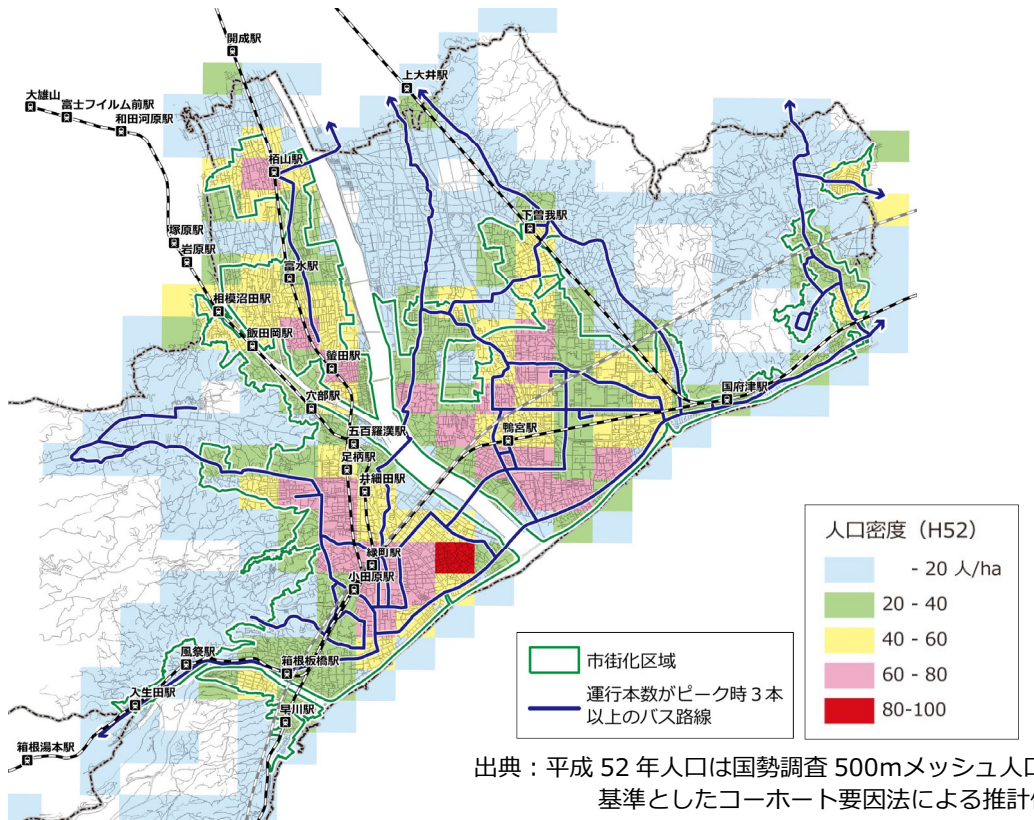 開成駅
上大井駅
大雄山
富士フイルム前駅
和田河原駅
栢山駅
塚原駅
岩原駅
下曽我駅
富水駅
相模沼田駅
飯田岡駅
螢田駅
国府津駅
穴部駅
五百羅漢駅
鴨宮駅
足柄駅
井細田駅
緑町駅
小田原駅
風祭駅
箱根板橋駅
入生田駅
早川駅
箱根湯本駅
人口密度（H52）
- 20 人/ha
20 - 40
40 - 60
60 - 80
80-100
市街化区域
運行本数がピーク時３本
以上のバス路線
出典：平成 52 年人口は国勢調査 500mメッシュ人口
基準としたコーホート要因法による推計